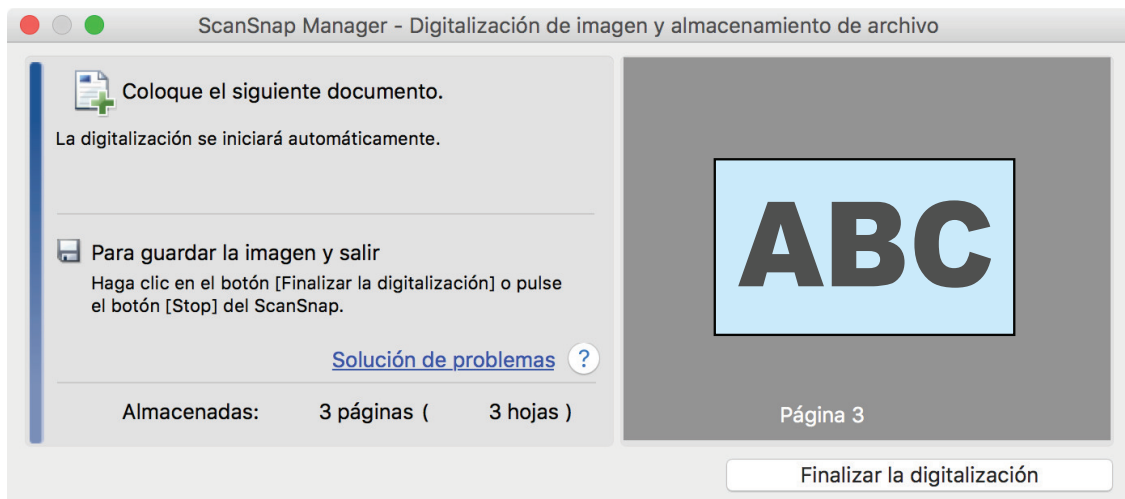 ScanSnap Manager - Digitalización de imagen y almacenamiento de archivo
Coloque el siguiente documento.
La digitalización se iniciará automáticamente.
Para guardar la imagen y salir
Haga clic en el botón [Finalizar la digitalización] o pulse
el botón [Stop] del ScanSnap.
Solución de problemas ?
Almacenadas: 3 páginas ( 3 hojas )
ABC
Página 3
Finalizar la digitalización